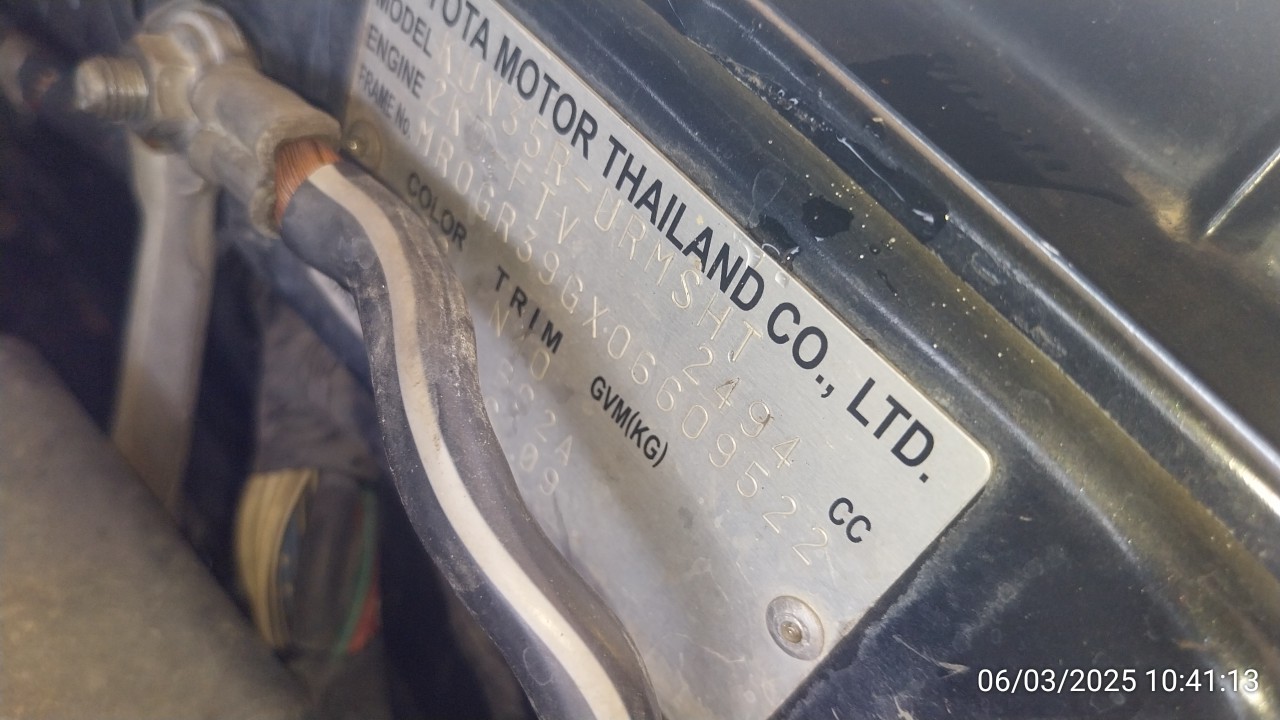 TOYOTA MOTOR THAILAND CO., LTD.
MODEL KUN35R-URMSHT
ENGINE 2KD-FTV 2494 CC
FRAME No. MR0GR39GX06609522
COLOR
TRIM
GVM(KG)
06/03/2025 10:41:13